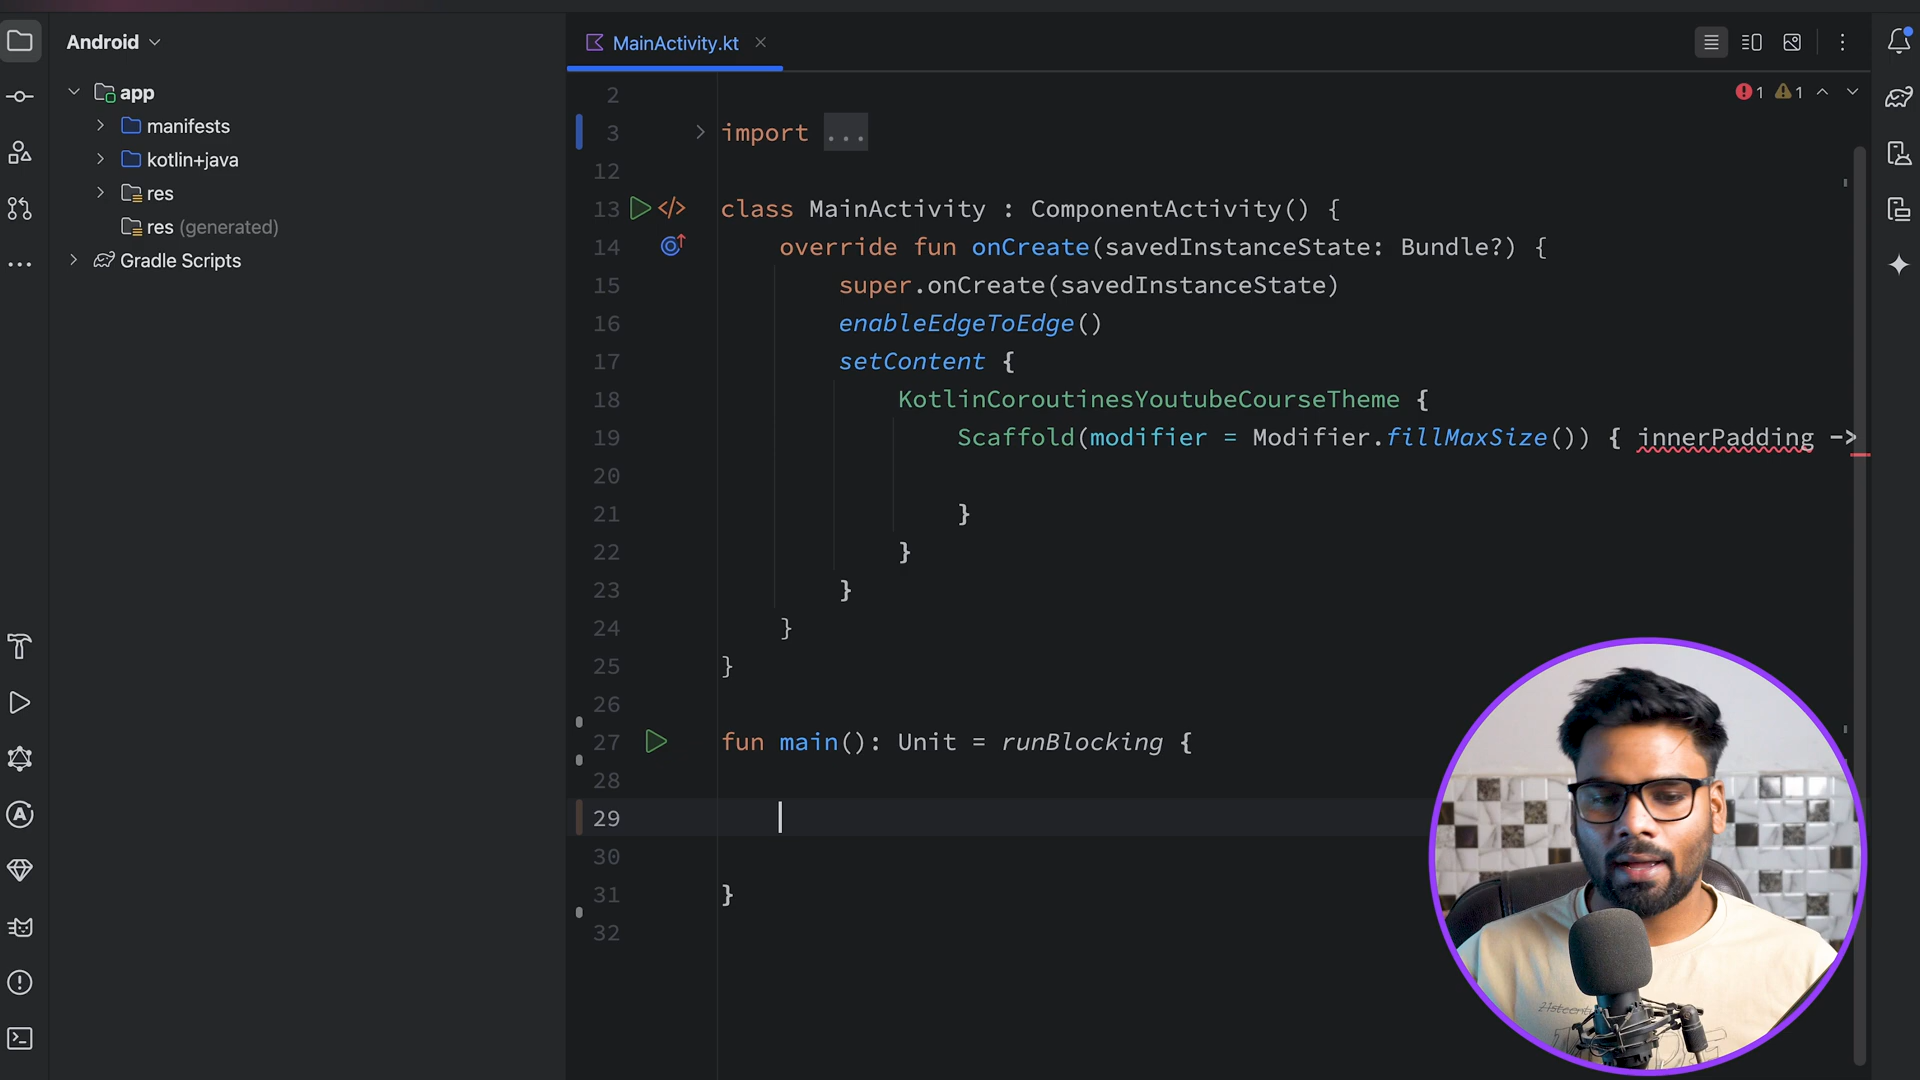 Android
app
manifests
kotlin+java
res
res (generated)
Gradle Scripts
MainActivity.kt
1 1
2
3 import ...
12
13 class MainActivity : ComponentActivity() {
14 override fun onCreate(savedInstanceState: Bundle?) {
15 super.onCreate(savedInstanceState)
16 enableEdgeToEdge()
17 setContent {
18 KotlinCoroutinesYoutubeCourseTheme {
19 Scaffold(modifier = Modifier.fillMaxSize()) { innerPadding ->
20
21 }
22 }
23 }
24 }
25 }
26
27 fun main(): Unit = runBlocking {
28
29
30
31 }
32